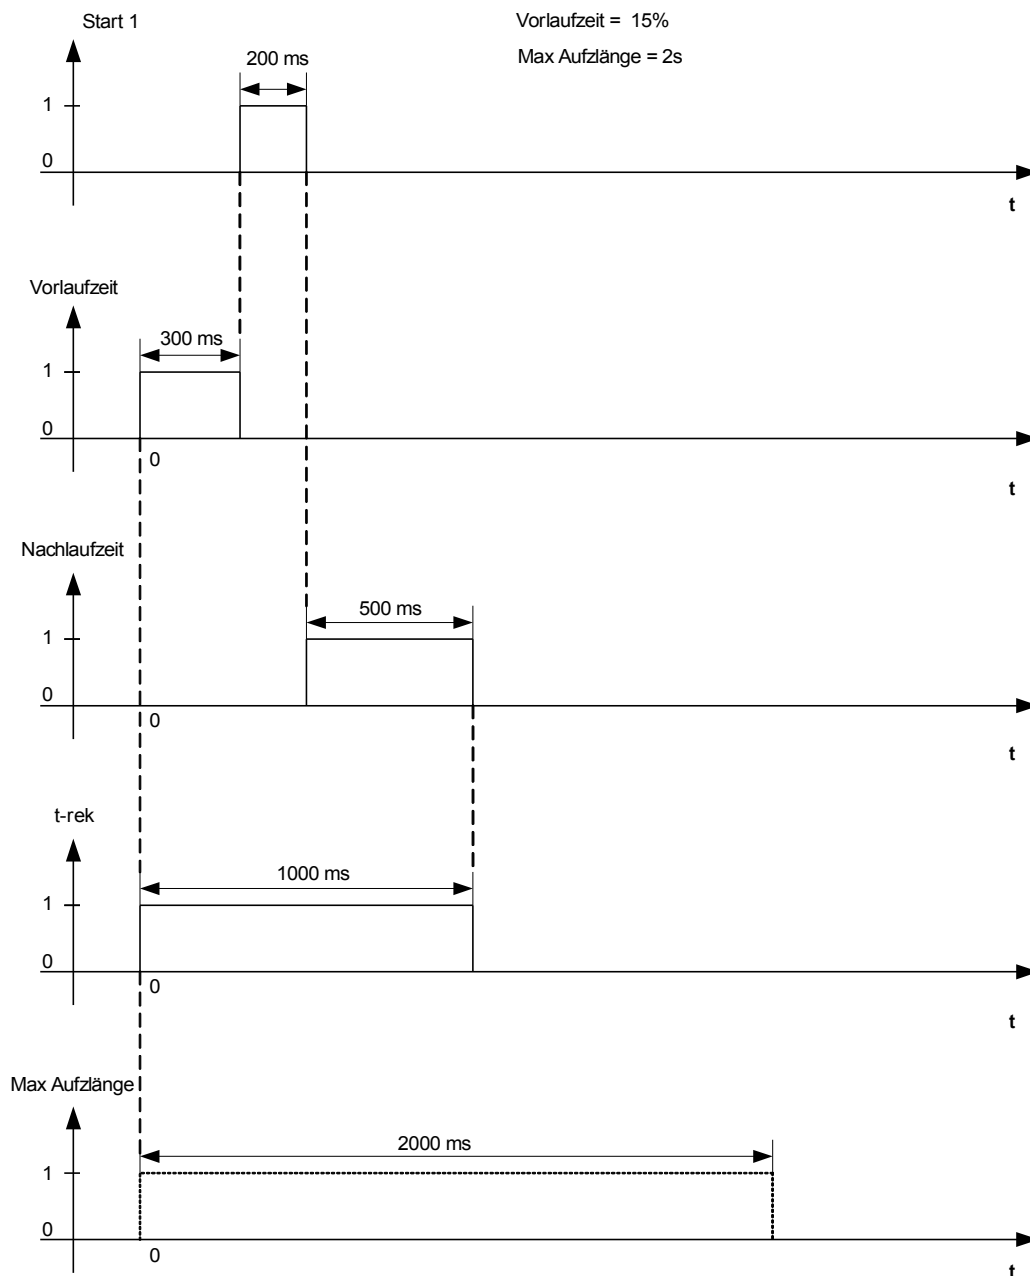 Start 1
Vorlaufzeit = 15%
Max Aufzlänge = 2s
200 ms
1
0
t
Vorlaufzeit
300 ms
1
0
0
t
Nachlaufzeit
500 ms
1
0
0
t
t-rek
1000 ms
1
0
0
t
Max Aufzlänge
2000 ms
1
0
0
t